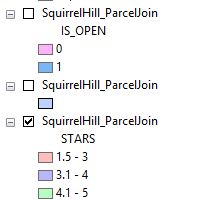 SquirrelHill_ParcelJoin
IS_OPEN
0
1
SquirrelHill_ParcelJoin
SquirrelHill_ParcelJoin
STARS
1.5 - 3
3.1 - 4
4.1 - 5